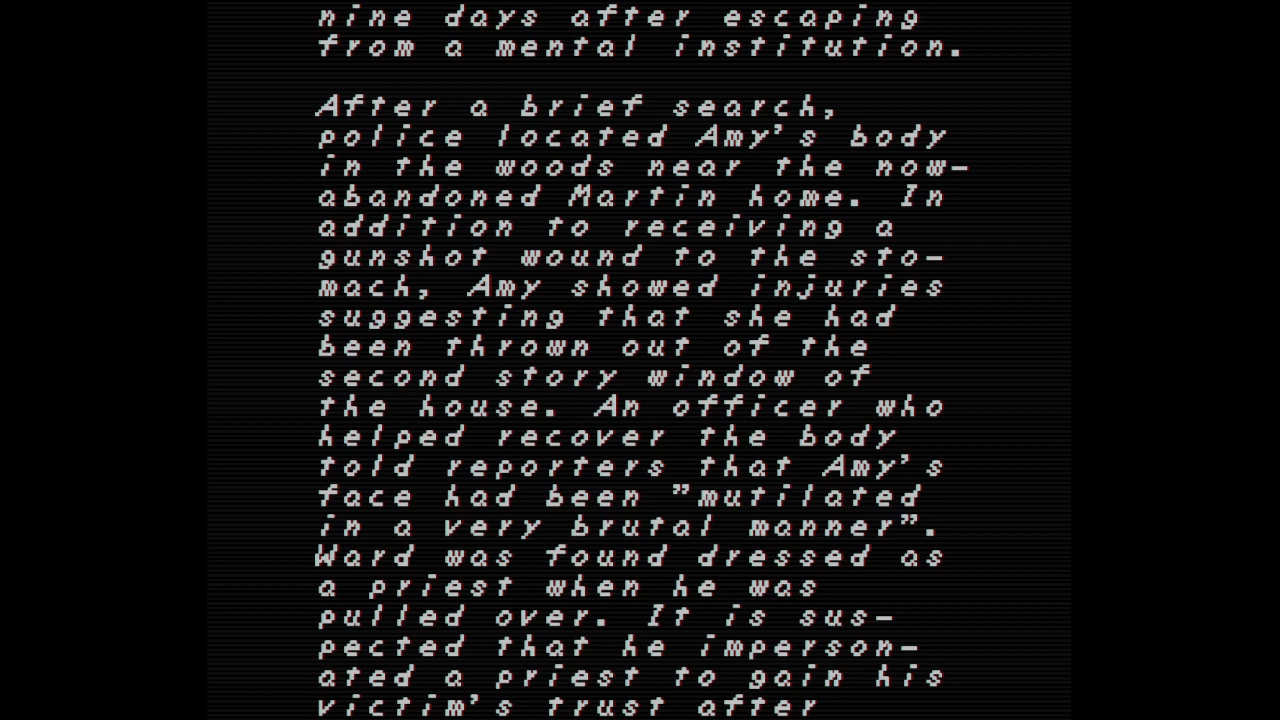 nine days after escaping
from a mental institution.
After a brief search,
police located Amy's body
in the woods near the now-
abandoned Martin home. In
addition to receiving a
gunshot wound to the sto-
mach, Amy showed injuries
suggesting that she had
been thrown out of the
second story window of
the house. An officer who
helped recover the body
told reporters that Amy's
face had been "mutilated
in a very brutal manner".
Ward was found dressed as
a priest when he was
pulled over. It is sus-
pected that he imperson-
ated a priest to gain his
victim's trust after